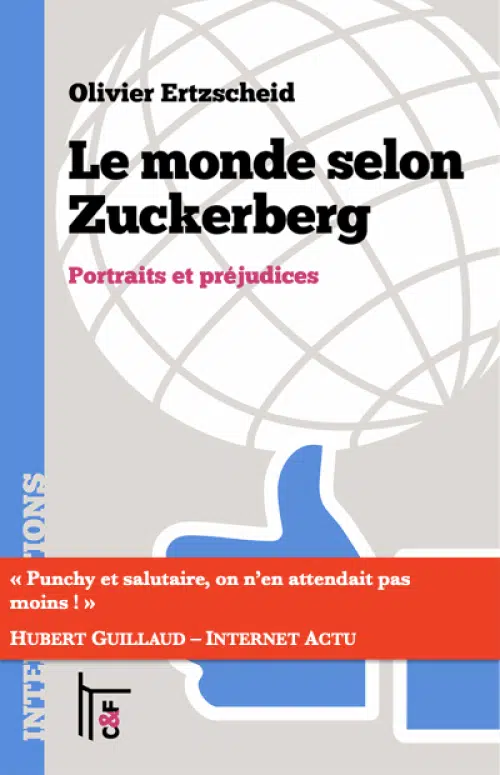 Olivier Ertzscheid
Le monde selon
Zuckerberg
Portraits et préjudices
« Punchy et salutaire, on n’en attendait pas
moins ! »
HUBERT GUILLAUD – INTERNET ACTU
C&F